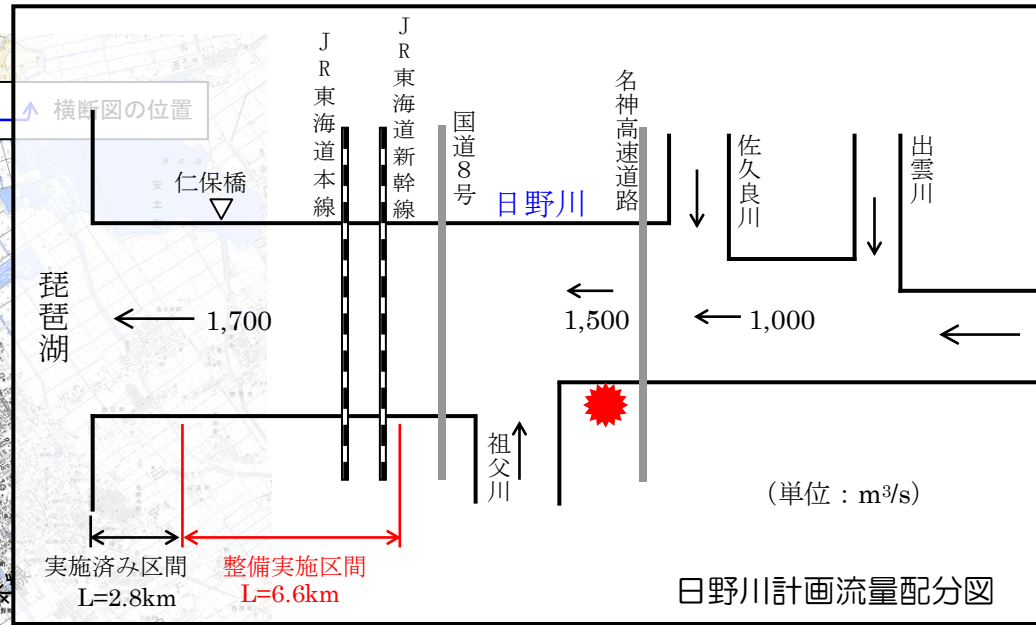 横断図の位置
JR東海道本線
JR東海道新幹線
国道8号
名神高速道路
佐久良川
出雲川
仁保橋
日野川
琵琶湖
1,700
1,500
1,000
祖父川
(単位：m³/s)
実施済み区間
L=2.8km
整備実施区間
L=6.6km
日野川計画流量配分図